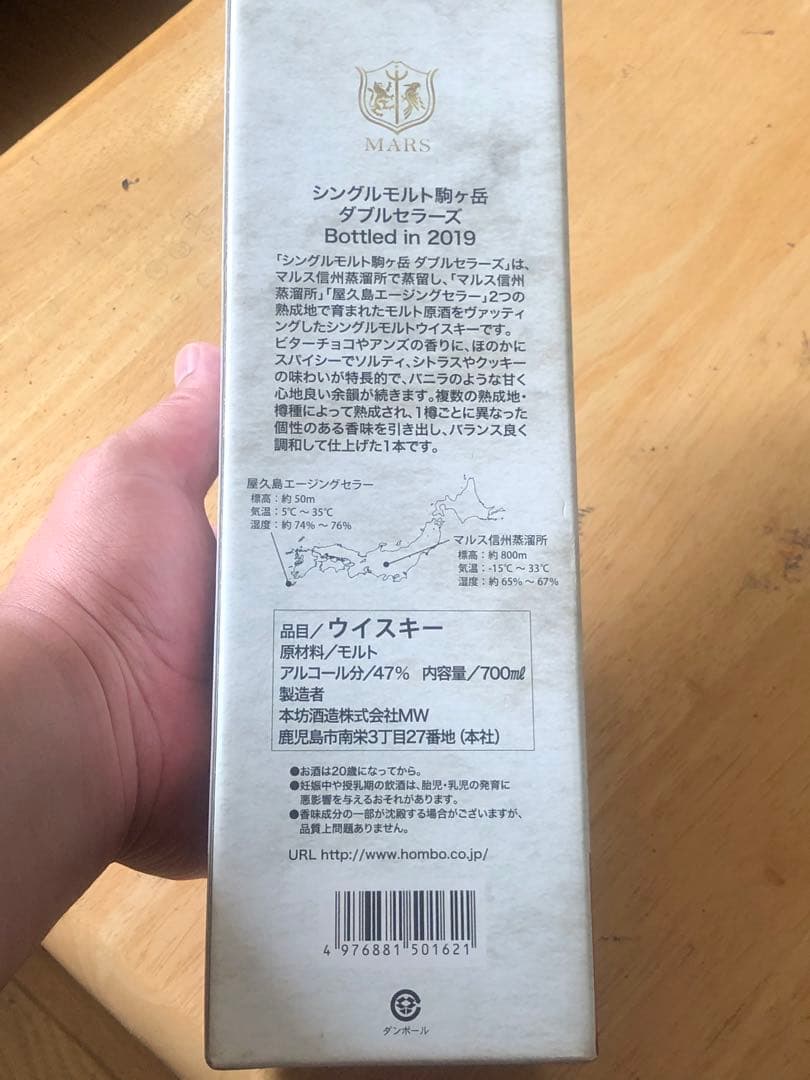 MARS
シングルモルト駒ヶ岳
ダブルセラーズ
Bottled in 2019
「シングルモルト駒ヶ岳 ダブルセラーズ」は、
マルス信州蒸溜所で蒸留し、「マルス信州
蒸溜所」「屋久島エージングセラー」2つの
熟成地で育まれたモルト原酒をヴァッティ
ングしたシングルモルトウイスキーです。
ビターチョコやアンズの香りに、ほのかに
スパイシーでソルティ、シトラスやクッキー
の味わいが特長的で、バニラのような甘く
心地良い余韻が続きます。複数の熟成地・
樽種によって熟成され、1樽ごとに異なった
個性のある香味を引き出し、バランス良く
調和して仕上げた1本です。
屋久島エージングセラー
標高：約50m
気温：5℃～35℃
湿度：約74%～76%
マルス信州蒸溜所
標高：約800m
気温：-15℃～33℃
湿度：約65%～67%
品目／ウイスキー
原材料／モルト
アルコール分／47% 内容量／700㎖
製造者
本坊酒造株式会社MW
鹿児島市南栄3丁目27番地（本社）
●お酒は20歳になってから。
●妊娠中や授乳期の飲酒は、胎児・乳児の発育に
悪影響を与えるおそれがあります。
●香味成分の一部が沈殿する場合がございますが、
品質上問題ありません。
URL http://www.hombo.co.jp/
4 976881 501621
ダンボール